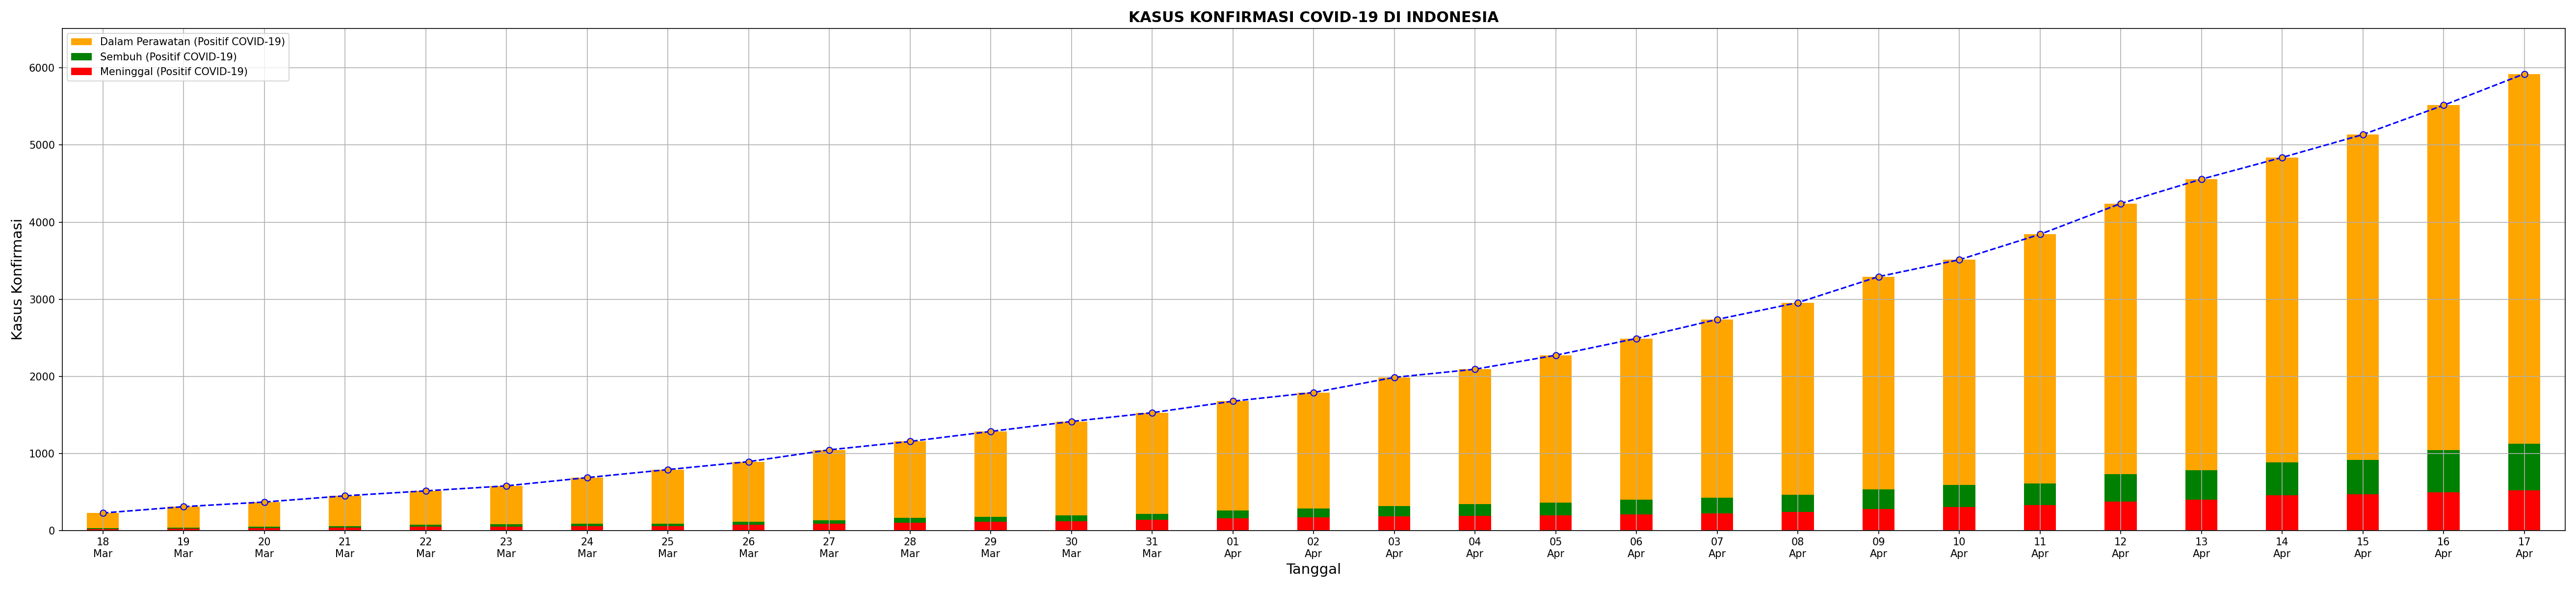 KASUS KONFIRMASI COVID-19 DI INDONESIA
Dalam Perawatan (Positif COVID-19)
Sembuh (Positif COVID-19)
Meninggal (Positif COVID-19)
Kasus Konfirmasi
6000
5000
4000
3000
2000
1000
0
18 19 20 21 22 23 24 25 26 27 28 29 30 31 01 02 03 04 05 06 07 08 09 10 11 12 13 14 15 16 17
Mar Mar Mar Mar Mar Mar Mar Mar Mar Mar Mar Mar Mar Mar Apr Apr Apr Apr Apr Apr Apr Apr Apr Apr Apr Apr Apr Apr Apr Apr Apr
Tanggal